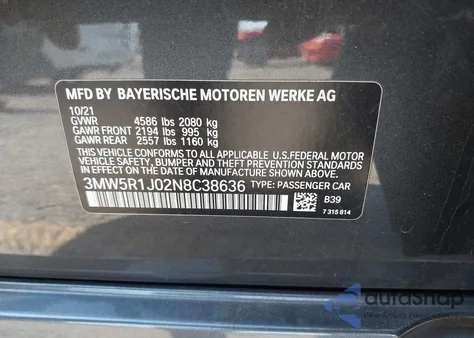 MFD BY BAYERISCHE MOTOREN WERKE AG
10/21
GVWR 4586 lbs 2080 kg
GAWR FRONT 2194 lbs 995 kg
GAWR REAR 2557 lbs 1160 kg
THIS VEHICLE CONFORMS TO ALL APPLICABLE U.S.FEDERAL MOTOR
VEHICLE SAFETY, BUMPER AND THEFT PREVENTION STANDARDS
IN EFFECT ON THE DATE OF MANUFACTURE SHOWN ABOVE.
3MW5R1J02N8C38636 TYPE: PASSENGER CAR
B39
7 315 814
autosnap